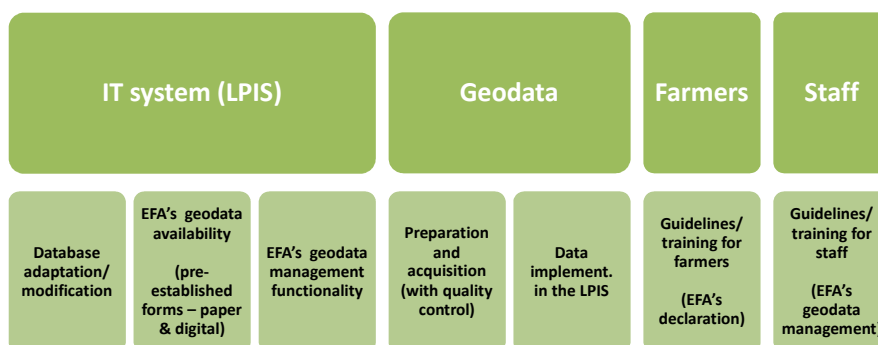 IT system (LPIS)
Geodata
Farmers
Staff
Database
adaptation/
modification
EFA's geodata
availability
(pre-
established
forms – paper
& digital)
EFA's geodata
management
functionality
Preparation
and
acquisition
(with quality
control)
Data
implement.
in the LPIS
Guidelines/
training for
farmers
(EFA's
declaration)
Guidelines/
training for
staff
(EFA's
geodata
management)